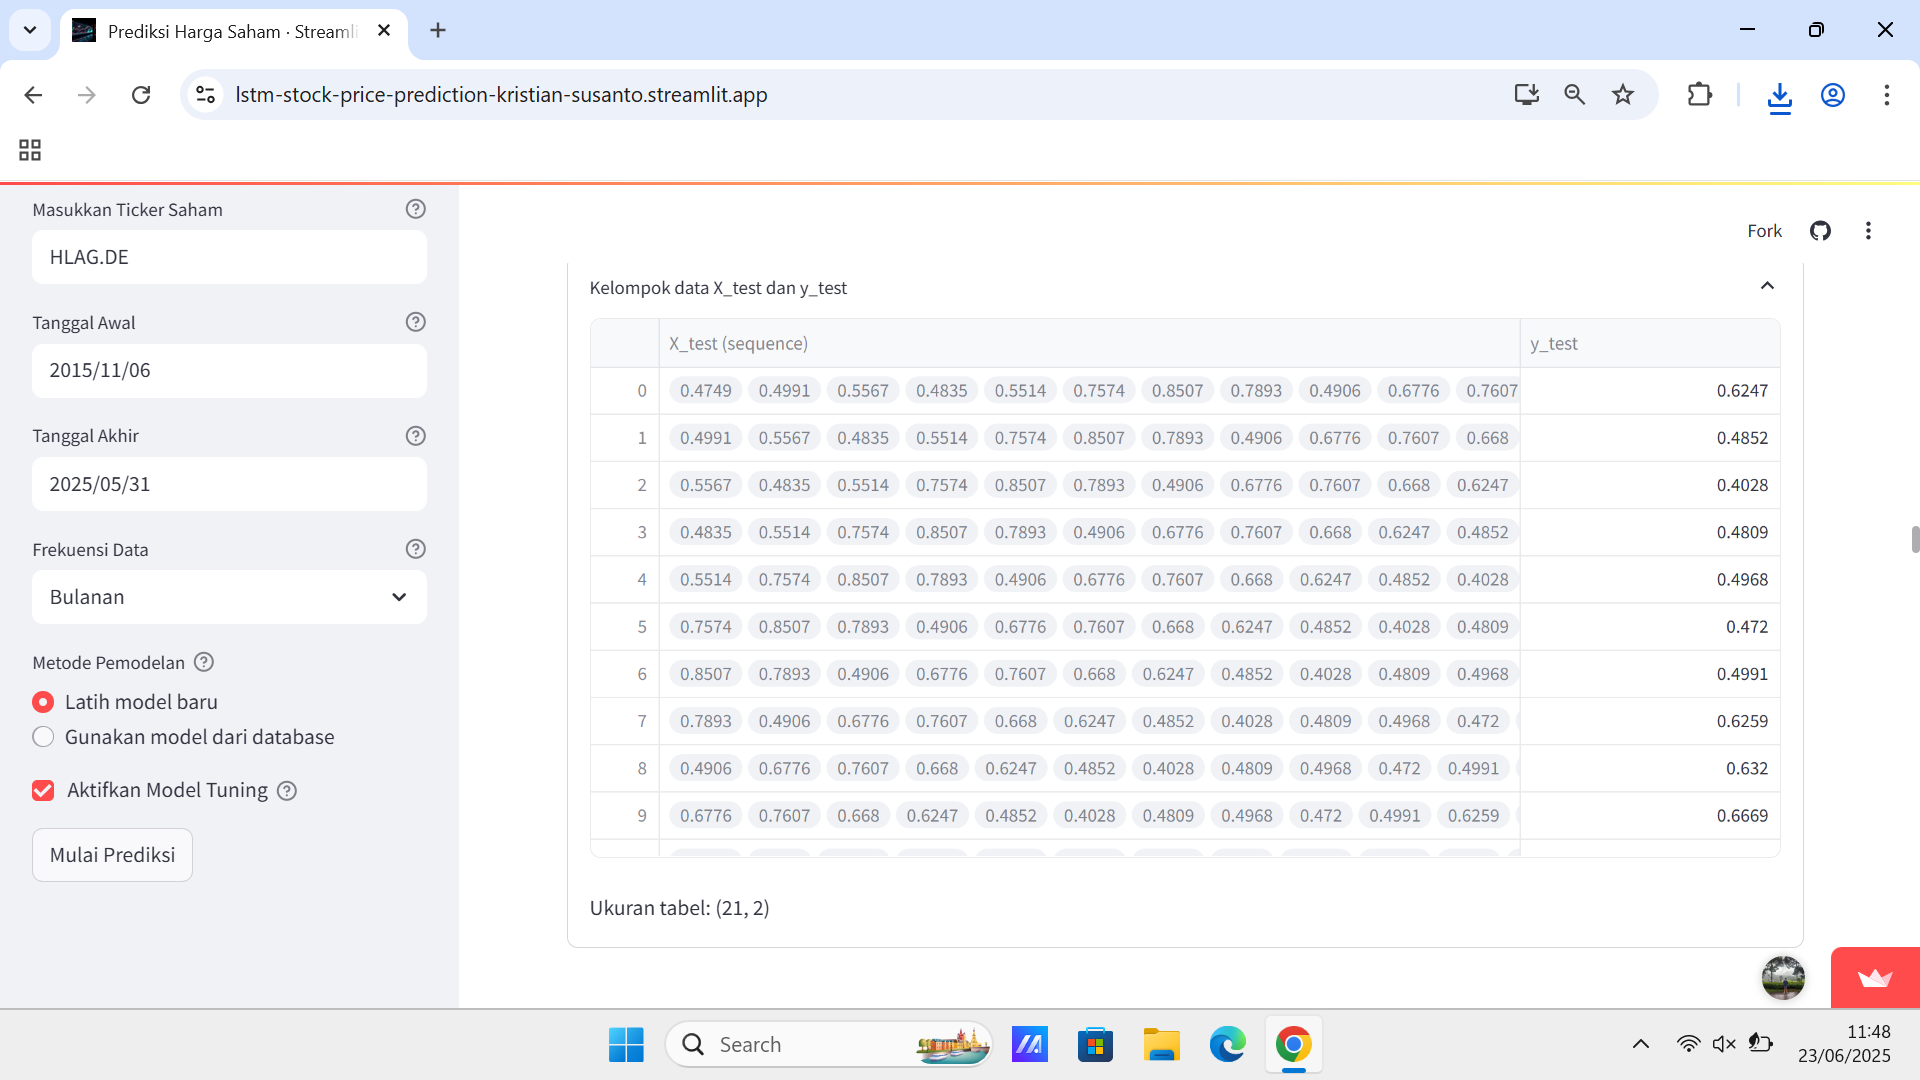 Prediksi Harga Saham · Streamli
lstm-stock-price-prediction-kristian-susanto.streamlit.app
Masukkan Ticker Saham
HLAG.DE
Tanggal Awal
2015/11/06
Tanggal Akhir
2025/05/31
Frekuensi Data
Bulanan
Metode Pemodelan
Latih model baru
Gunakan model dari database
Aktifkan Model Tuning
Mulai Prediksi
Fork
Kelompok data X_test dan y_test
X_test (sequence) y_test
0 0.4749 0.4991 0.5567 0.4835 0.5514 0.7574 0.8507 0.7893 0.4906 0.6776 0.7607 0.6247
1 0.4991 0.5567 0.4835 0.5514 0.7574 0.8507 0.7893 0.4906 0.6776 0.7607 0.668 0.4852
2 0.5567 0.4835 0.5514 0.7574 0.8507 0.7893 0.4906 0.6776 0.7607 0.668 0.6247 0.4028
3 0.4835 0.5514 0.7574 0.8507 0.7893 0.4906 0.6776 0.7607 0.668 0.6247 0.4852 0.4809
4 0.5514 0.7574 0.8507 0.7893 0.4906 0.6776 0.7607 0.668 0.6247 0.4852 0.4028 0.4968
5 0.7574 0.8507 0.7893 0.4906 0.6776 0.7607 0.668 0.6247 0.4852 0.4028 0.4809 0.472
6 0.8507 0.7893 0.4906 0.6776 0.7607 0.668 0.6247 0.4852 0.4028 0.4809 0.4968 0.4991
7 0.7893 0.4906 0.6776 0.7607 0.668 0.6247 0.4852 0.4028 0.4809 0.4968 0.472 0.6259
8 0.4906 0.6776 0.7607 0.668 0.6247 0.4852 0.4028 0.4809 0.4968 0.472 0.4991 0.632
9 0.6776 0.7607 0.668 0.6247 0.4852 0.4028 0.4809 0.4968 0.472 0.4991 0.6259 0.6669
Ukuran tabel: (21, 2)
Search
11:48
23/06/2025